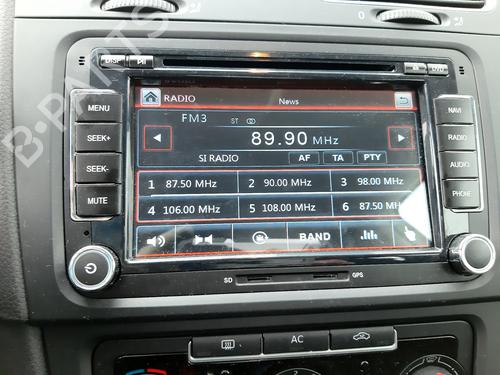 DISP
DVD
MENU
SEEK+
SEEK-
MUTE
RADIO
News
FM3
ST
89.90 MHz
SI RADIO
AF
TA
PTY
1 87.50 MHz
2 90.00 MHz
3 98.00 MHz
4 106.00 MHz
5 108.00 MHz
6 87.50 MHz
BAND
NAVI
RADIO
AUDIO
PHONE
SD
GPS
AC
B-PARTS